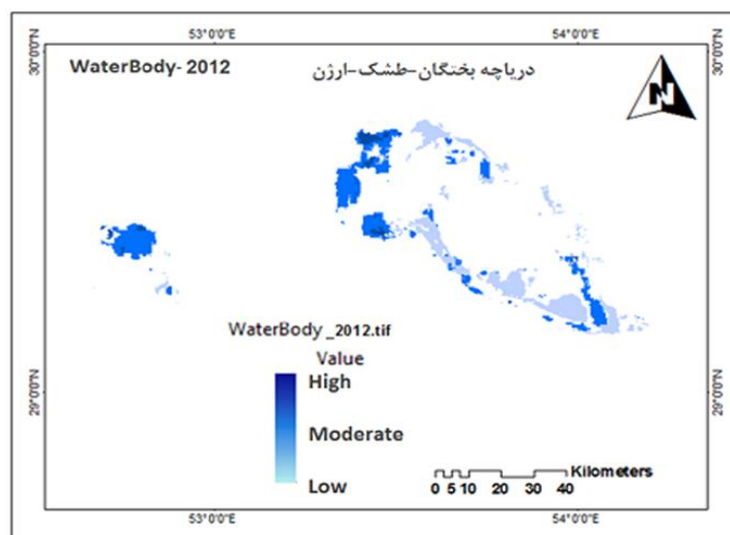 53°0'0"E 54°0'0"E
30°0'0"N 30°0'0"N
WaterBody- 2012 دریاچه بختگان-طشک-ارژن
N
WaterBody _2012.tif
Value
High
Moderate
Low
29°0'0"N 29°0'0"N
Kilometers
0 5 10 20 30 40
53°0'0"E 54°0'0"E